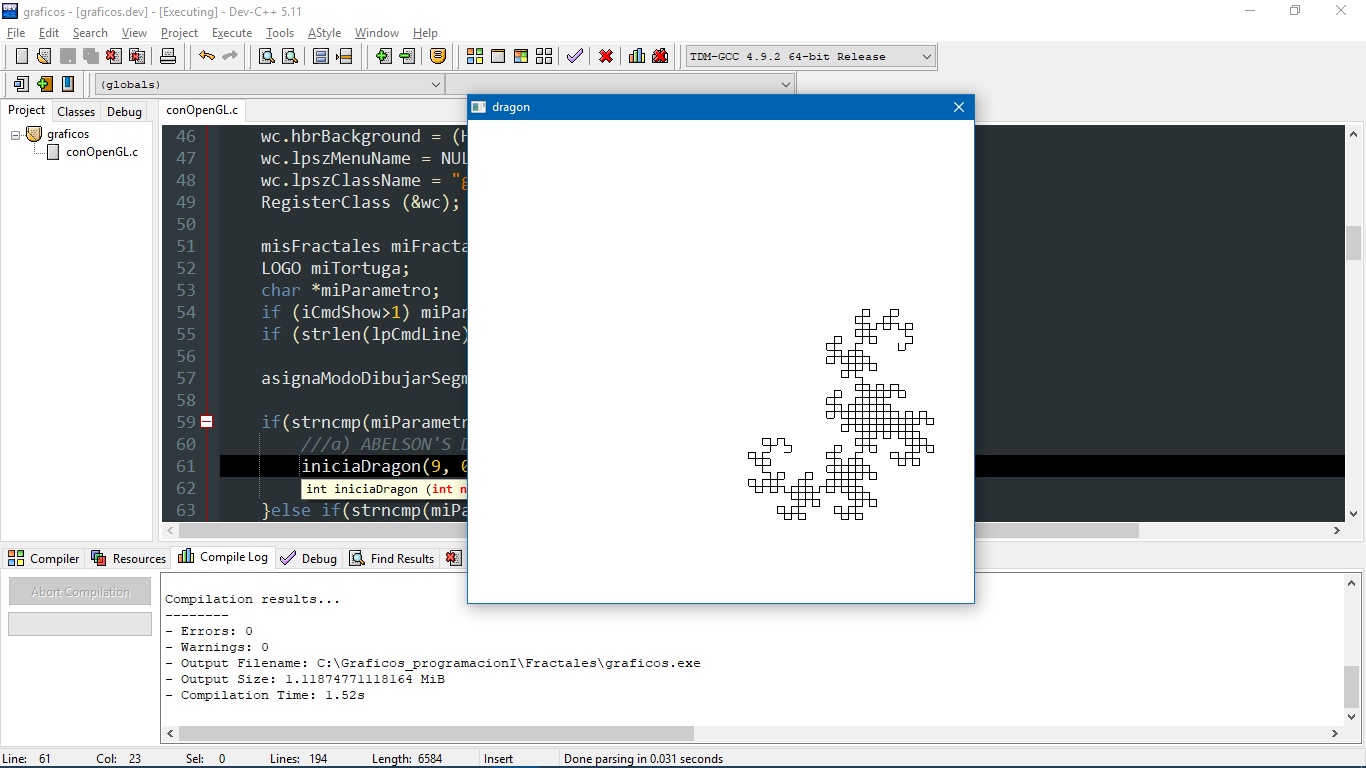 graficos - [graficos.dev] - [Executing] - Dev-C++ 5.11
File Edit Search View Project Execute Tools AStyle Window Help
TDM-GCC 4.9.2 64-bit Release
(globals)
Project Classes Debug
conOpenGL.c
graficos
conOpenGL.c
dragon
46 wc.hbrBackground = (H
47 wc.lpszMenuName = NUL
48 wc.lpszClassName = "g
49 RegisterClass (&wc);
50
51 misFractales miFracta
52 LOGO miTortuga;
53 char *miParametro;
54 if (iCmdShow>1) miPar
55 if (strlen(lpCmdLine)
56
57 asignaModoDibujarSegm
58
59 if(strncmp(miParametr
60 ///a) ABELSON'S D
61 iniciaDragon(9, 0
62 int iniciaDragon (int n
63 }else if(strncmp(miPa
Compiler Resources Compile Log Debug Find Results
Abort Compilation
Compilation results...
--------
- Errors: 0
- Warnings: 0
- Output Filename: C:\Graficos_programacionI\Fractales\graficos.exe
- Output Size: 1.11874771118164 MiB
- Compilation Time: 1.52s
Line: 61 Col: 23 Sel: 0 Lines: 194 Length: 6584 Insert Done parsing in 0.031 seconds